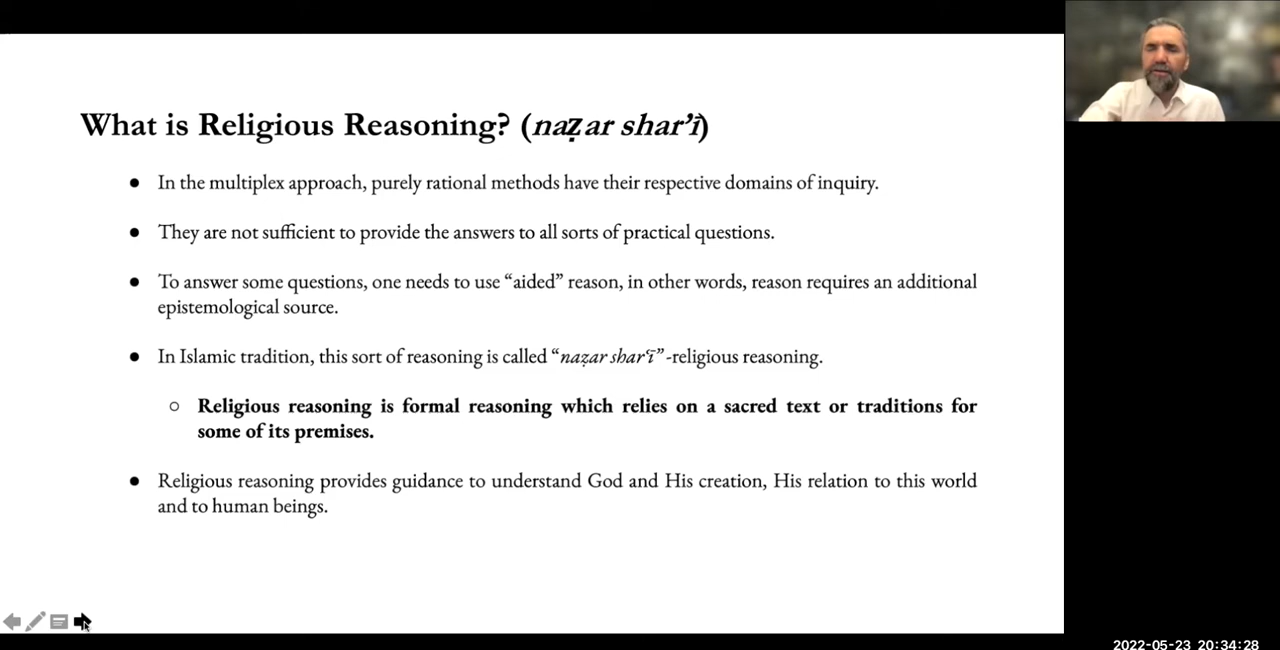 What is Religious Reasoning? (naẓar shar’ī)
● In the multiplex approach, purely rational methods have their respective domains of inquiry.
● They are not sufficient to provide the answers to all sorts of practical questions.
● To answer some questions, one needs to use “aided” reason, in other words, reason requires an additional
epistemological source.
● In Islamic tradition, this sort of reasoning is called “naẓar sharʿī”-religious reasoning.
○ Religious reasoning is formal reasoning which relies on a sacred text or traditions for
some of its premises.
● Religious reasoning provides guidance to understand God and His creation, His relation to this world
and to human beings.
2022-05-23 20:34:28